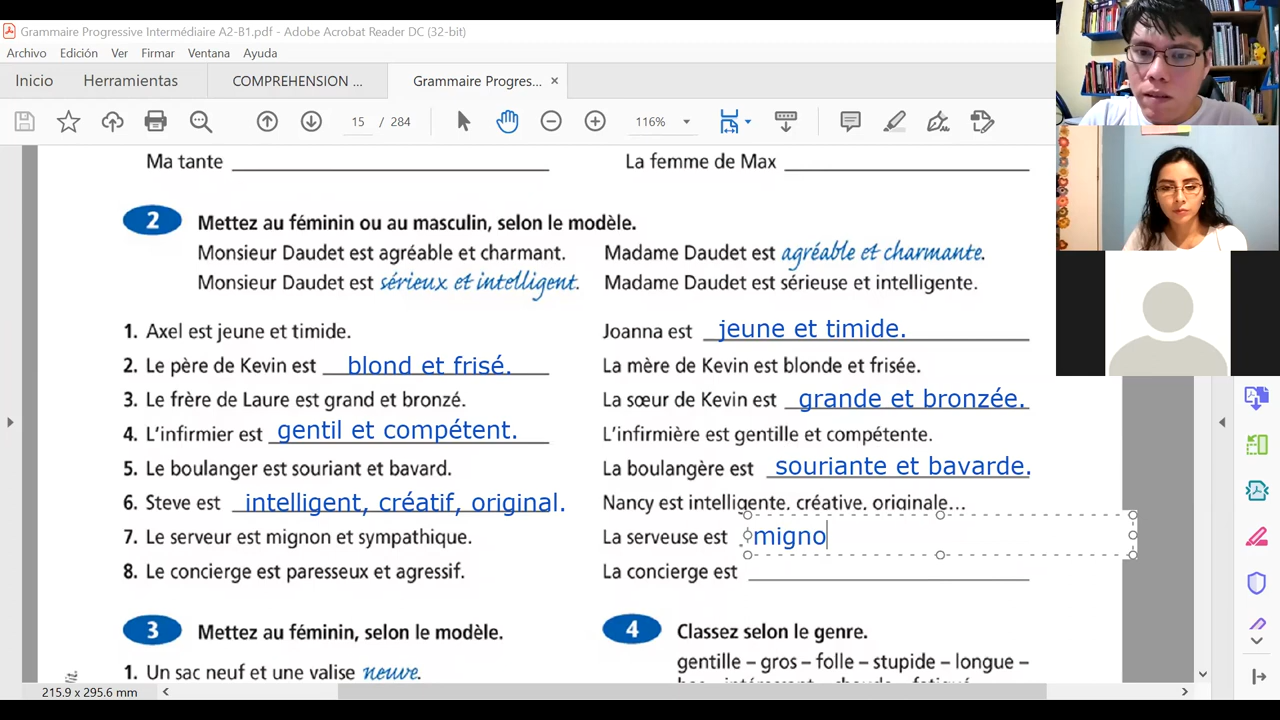 Grammaire Progressive Intermédiaire A2-B1.pdf - Adobe Acrobat Reader DC (32-bit)
Archivo Edición Ver Firmar Ventana Ayuda
Inicio Herramientas COMPREHENSION ... Grammaire Progres... ×
15 / 284 116%
Ma tante La femme de Max
2 Mettez au féminin ou au masculin, selon le modèle.
Monsieur Daudet est agréable et charmant. Madame Daudet est agréable et charmante.
Monsieur Daudet est sérieux et intelligent. Madame Daudet est sérieuse et intelligente.
1. Axel est jeune et timide. Joanna est jeune et timide.
2. Le père de Kevin est blond et frisé. La mère de Kevin est blonde et frisée.
3. Le frère de Laure est grand et bronzé. La sœur de Kevin est grande et bronzée.
4. L'infirmier est gentil et compétent. L'infirmière est gentille et compétente.
5. Le boulanger est souriant et bavard. La boulangère est souriante et bavarde.
6. Steve est intelligent, créatif, original. Nancy est intelligente, créative, originale...
7. Le serveur est mignon et sympathique. La serveuse est migno
8. Le concierge est paresseux et agressif. La concierge est
3 Mettez au féminin, selon le modèle. 4 Classez selon le genre.
gentille – gros – folle – stupide – longue –
1. Un sac neuf et une valise neuve.
215.9 x 295.6 mm